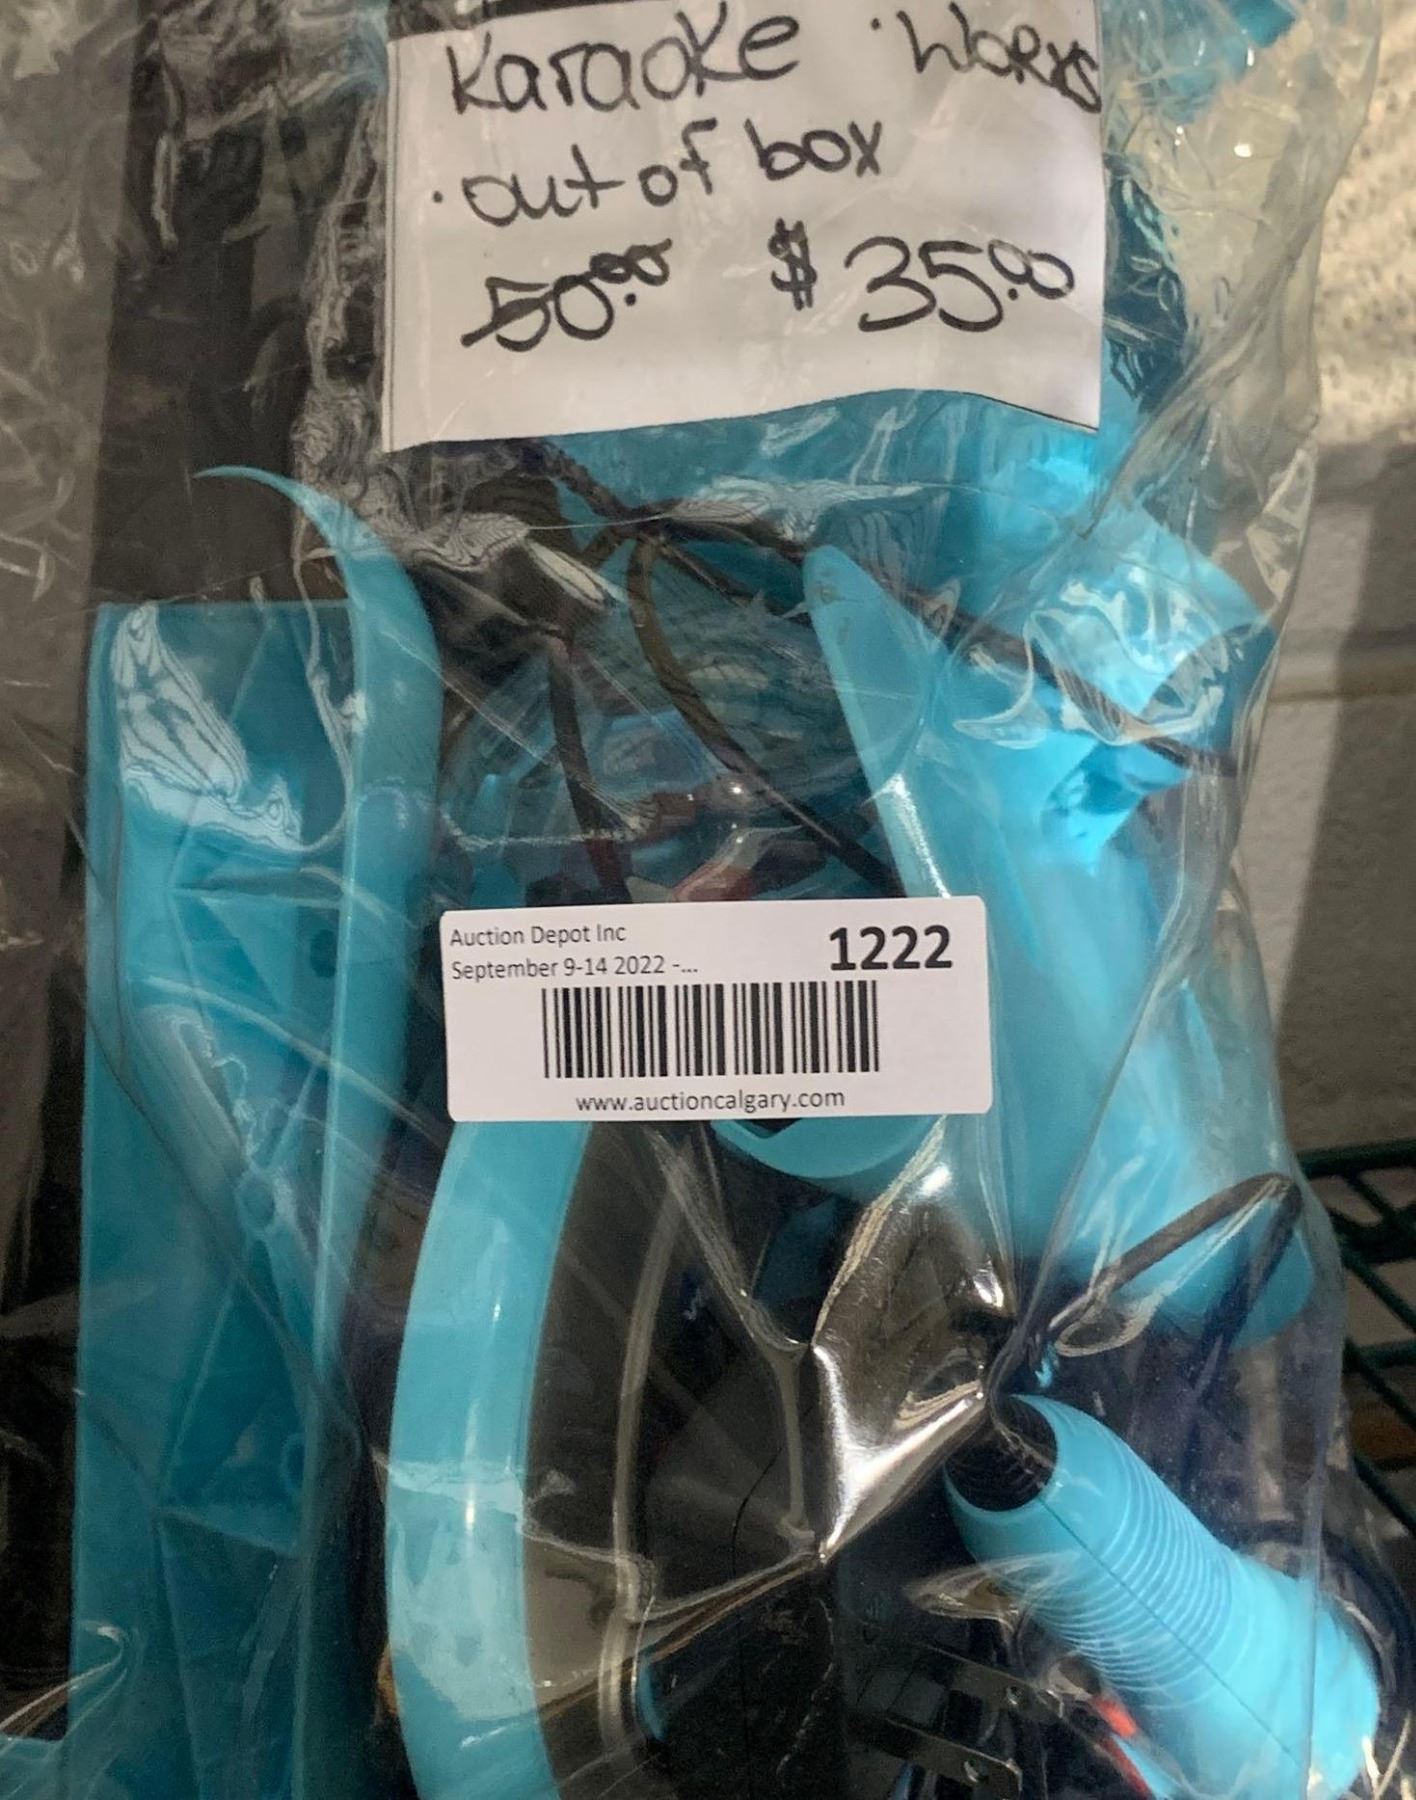 Karaoke · Works
· out of box
50.00 $35.00
Auction Depot Inc
1222
September 9-14 2022 -...
www.auctioncalgary.com